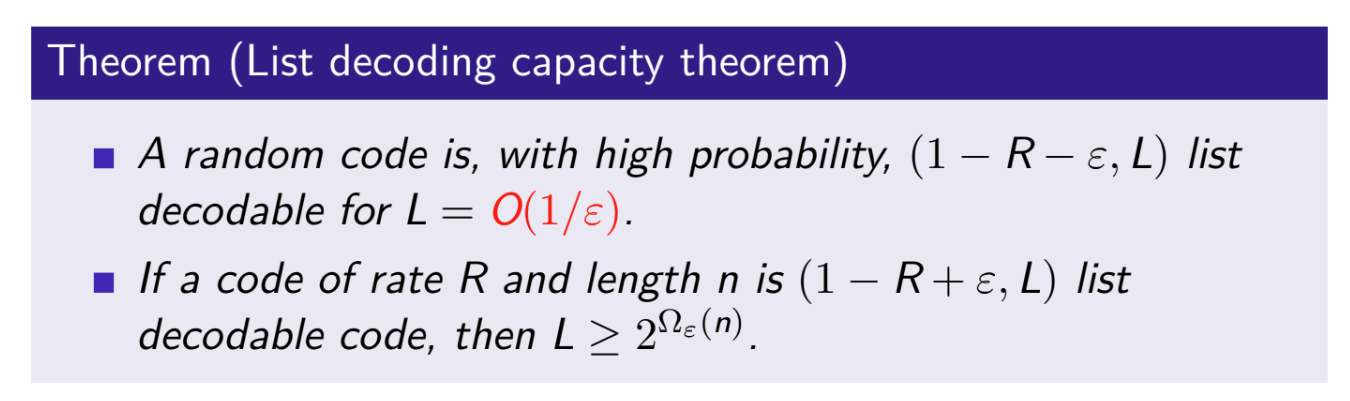 Theorem (List decoding capacity theorem)
A random code is, with high probability, (1 − R − ε, L) list
decodable for L = O(1/ε).
If a code of rate R and length n is (1 − R + ε, L) list
decodable code, then L ≥ 2^{Ω_ε(n)}.